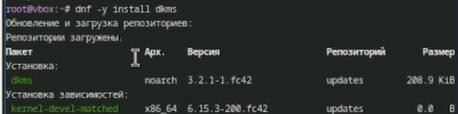 root@vbox:~# dnf -y install dkms
Обновление и загрузка репозиториев:
Репозитории загружены.
Пакет Арх. Версия Репозиторий Размер
Установка:
dkms noarch 3.2.1-1.fc42 updates 208.9 KiB
Установка зависимостей:
kernel-devel-matched x86_64 6.15.3-200.fc42 updates 0.0 B